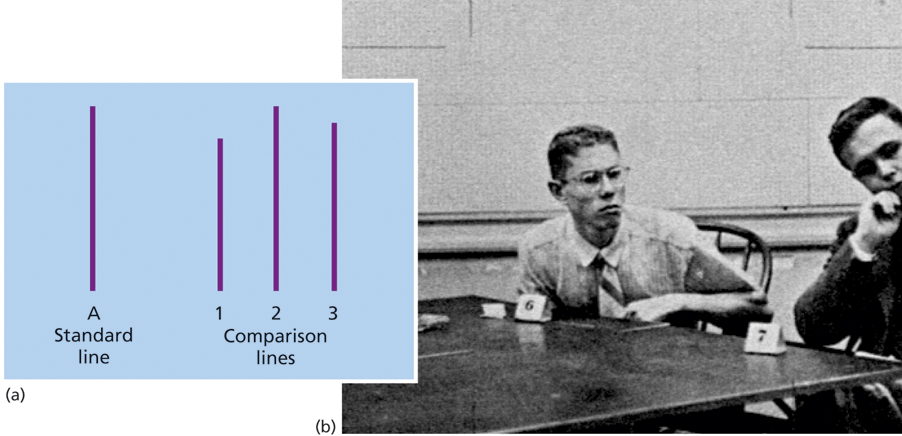 A
Standard
line
1 2 3
Comparison
lines
(a)
6
7
(b)